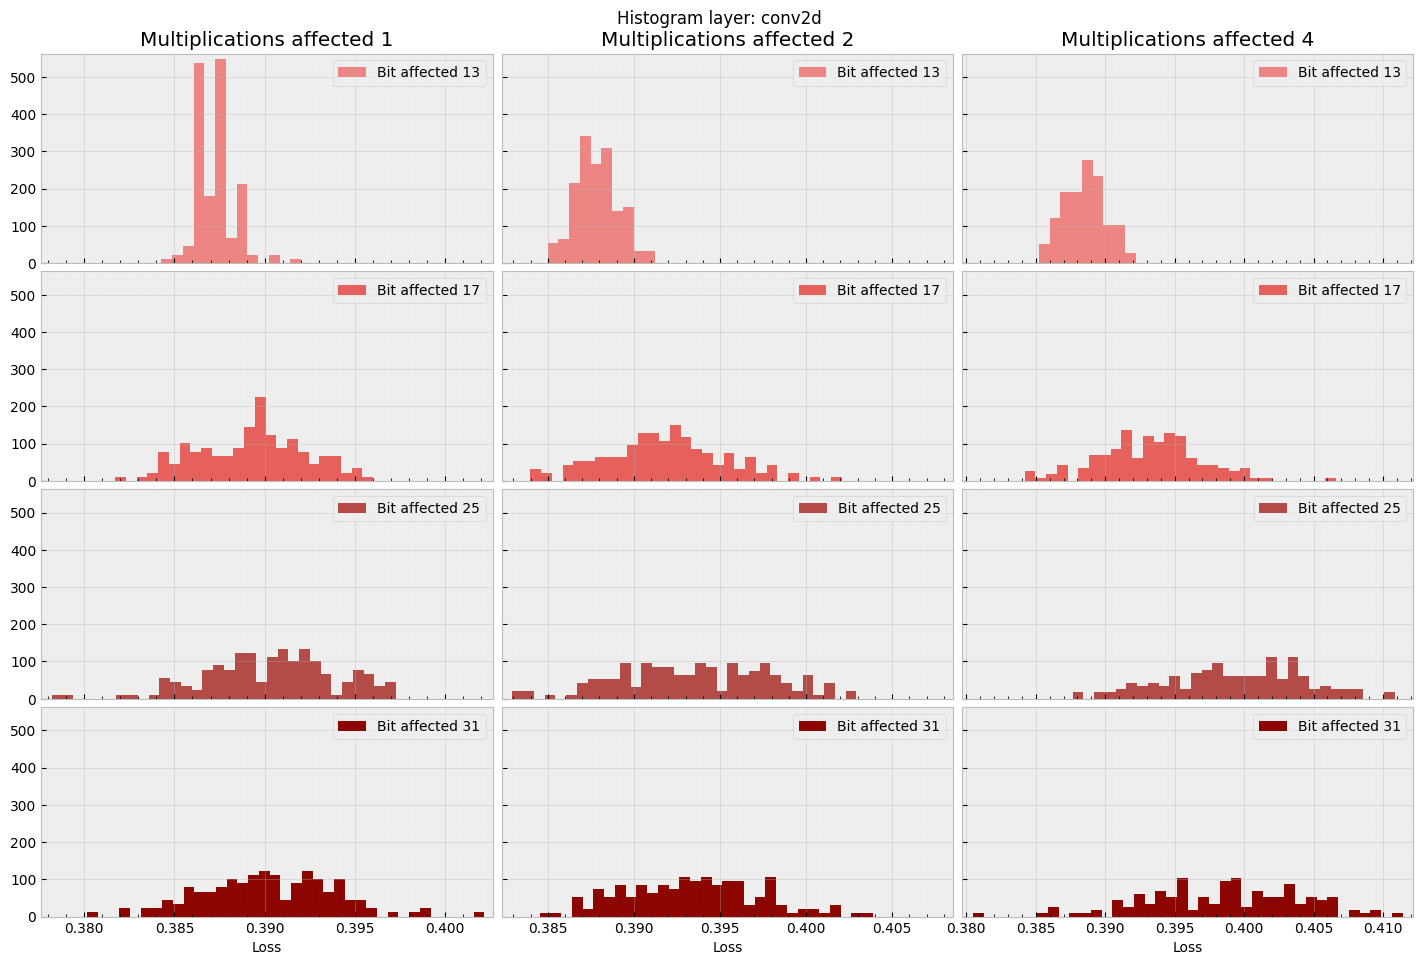 Histogram layer: conv2d
Multiplications affected 1 Multiplications affected 2 Multiplications affected 4
500 Bit affected 13 Bit affected 13 Bit affected 13
400
300
200
100
0
500 Bit affected 17 Bit affected 17 Bit affected 17
400
300
200
100
0
500 Bit affected 25 Bit affected 25 Bit affected 25
400
300
200
100
0
500 Bit affected 31 Bit affected 31 Bit affected 31
400
300
200
100
0
0.380 0.385 0.390 0.395 0.400 0.385 0.390 0.395 0.400 0.405 0.380 0.385 0.390 0.395 0.400 0.405 0.410
Loss Loss Loss